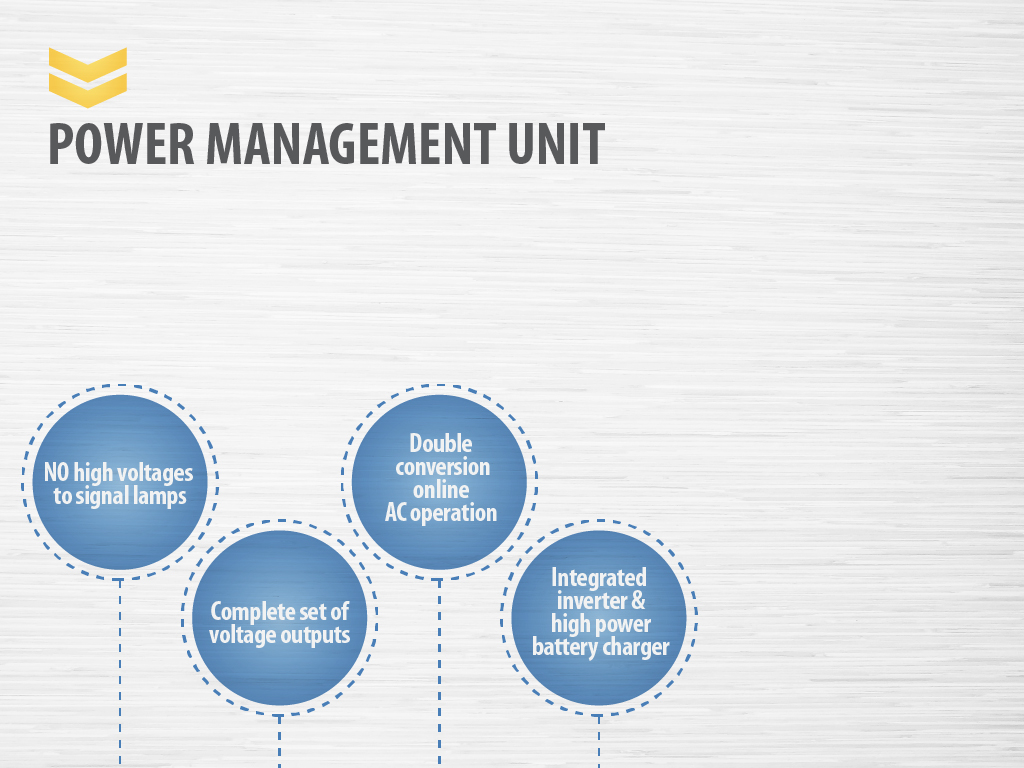 POWER MANAGEMENT UNIT
NO high voltages
to signal lamps
Complete set of
voltage outputs
Double
conversion
online
AC operation
Integrated
inverter &
high power
battery charger